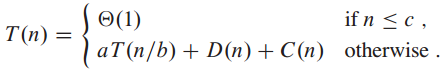 T(n) = { Θ(1) if n ≤ c ,
aT(n/b) + D(n) + C(n) otherwise .